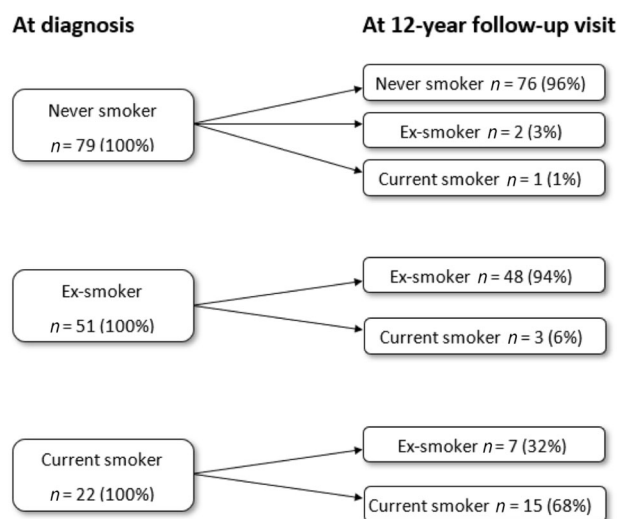 At diagnosis
At 12-year follow-up visit
Never smoker
n = 79 (100%)
Never smoker n = 76 (96%)
Ex-smoker n = 2 (3%)
Current smoker n = 1 (1%)
Ex-smoker
n = 51 (100%)
Ex-smoker n = 48 (94%)
Current smoker n = 3 (6%)
Current smoker
n = 22 (100%)
Ex-smoker n = 7 (32%)
Current smoker n = 15 (68%)